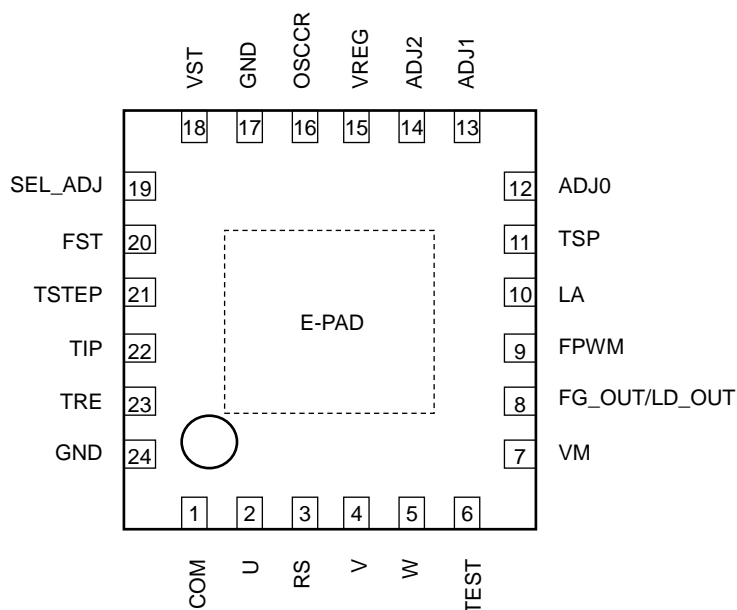 VST
GND
OSCCR
VREG
ADJ2
ADJ1
18
17
16
15
14
13
SEL_ADJ
19
12
ADJ0
FST
20
11
TSP
TSTEP
21
10
LA
E-PAD
TIP
22
9
FPWM
TRE
23
8
FG_OUT/LD_OUT
GND
24
7
VM
1
2
3
4
5
6
COM
U
RS
V
W
TEST